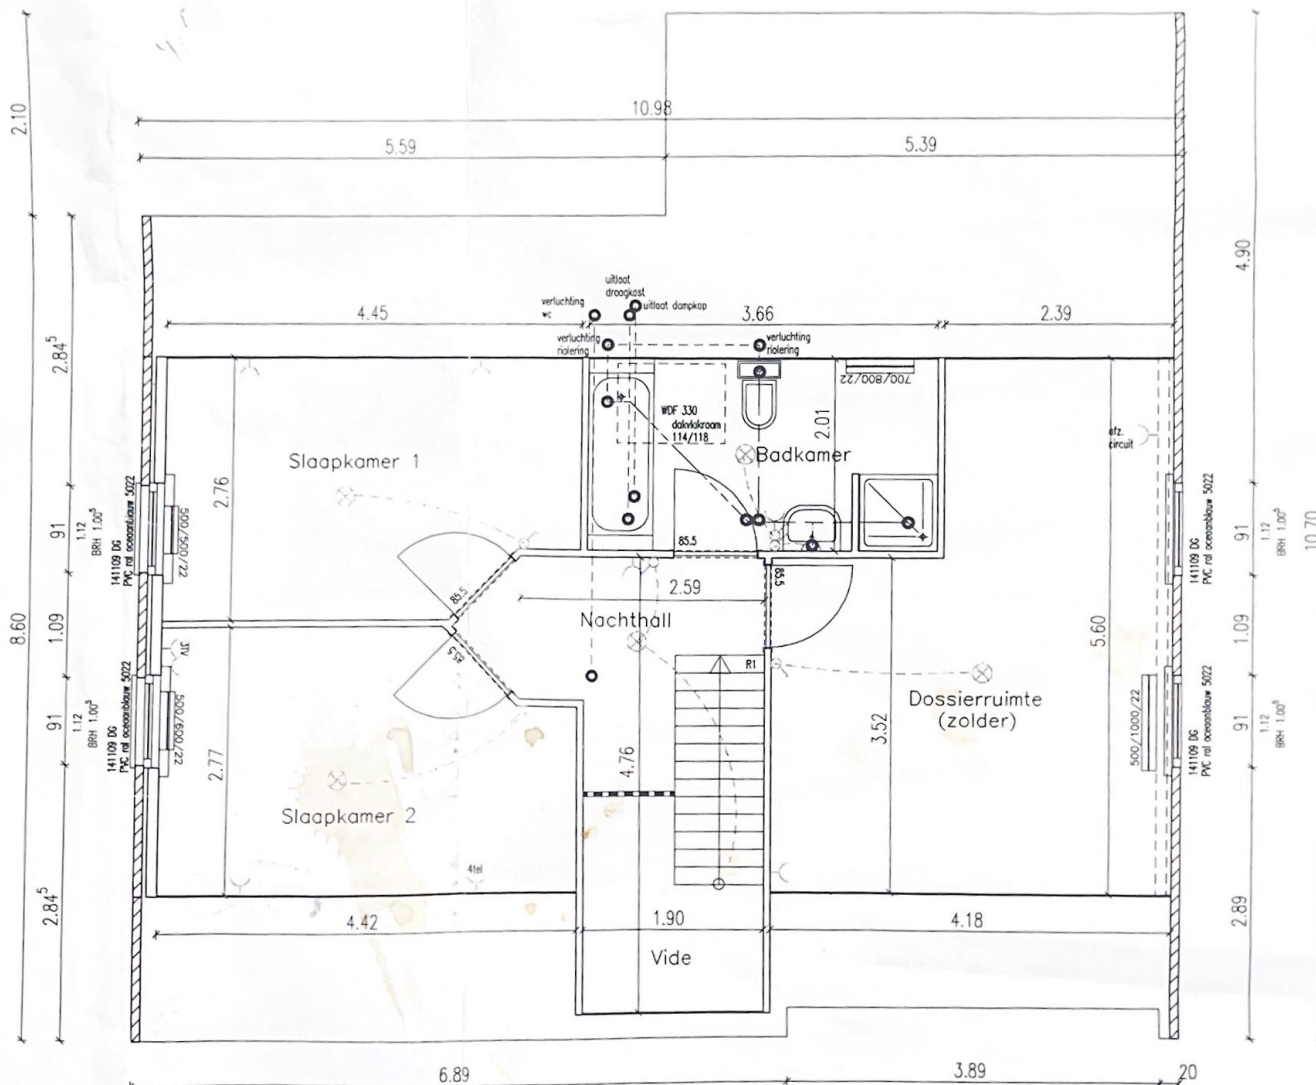 10.98
5.59
5.39
2.10
4.90
uitlaat
droogkast
verluchting
wc
uitlaat dampkap
4.45
3.66
2.39
verluchting
riolering
verluchting
riolering
2.84⁵
700/800/22
WDF 330
dakvlakraam
114/118
2.01
afz.
circuit
Slaapkamer 1
Badkamer
2.76
500/500/22
141109 DG
PVC ral oceaanblauw 5022
91
1.12
BRH 1.00⁵
141109 DG
PVC ral oceaanblauw 5022
91
1.12
BRH 1.00⁵
10.70
85.5
85.5
85.5
2.59
Nachthall
8.60
1.09
5.60
1.09
85.5
R1
Dossierruimte
(zolder)
JTV
500/600/22
141109 DG
PVC ral oceaanblauw 5022
91
1.12
BRH 1.00⁵
500/1000/22
141109 DG
PVC ral oceaanblauw 5022
91
1.12
BRH 1.00⁵
3.52
4.76
2.77
Slaapkamer 2
4tel
2.84⁵
2.89
4.42
1.90
4.18
Vide
6.89
3.89
20